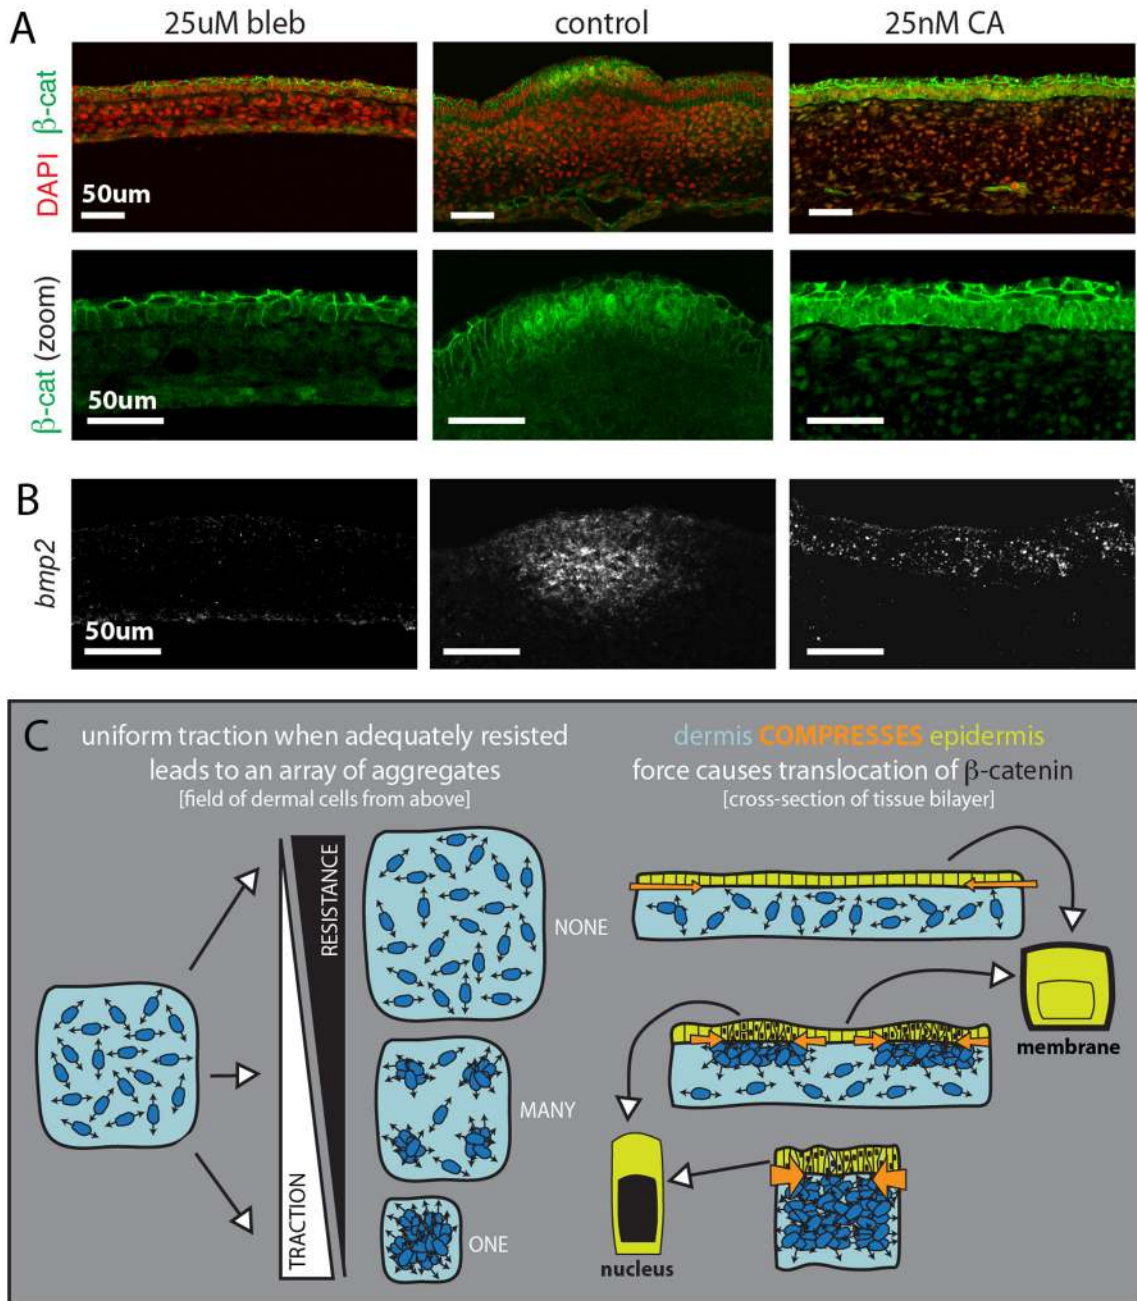 A
25uM bleb
control
25nM CA
DAPI β-cat
50um
β-cat (zoom)
50um
B
bmp2
50um
C
uniform traction when adequately resisted
leads to an array of aggregates
[field of dermal cells from above]
dermis COMPRESSES epidermis
force causes translocation of β-catenin
[cross-section of tissue bilayer]
RESISTANCE
TRACTION
NONE
MANY
ONE
membrane
nucleus